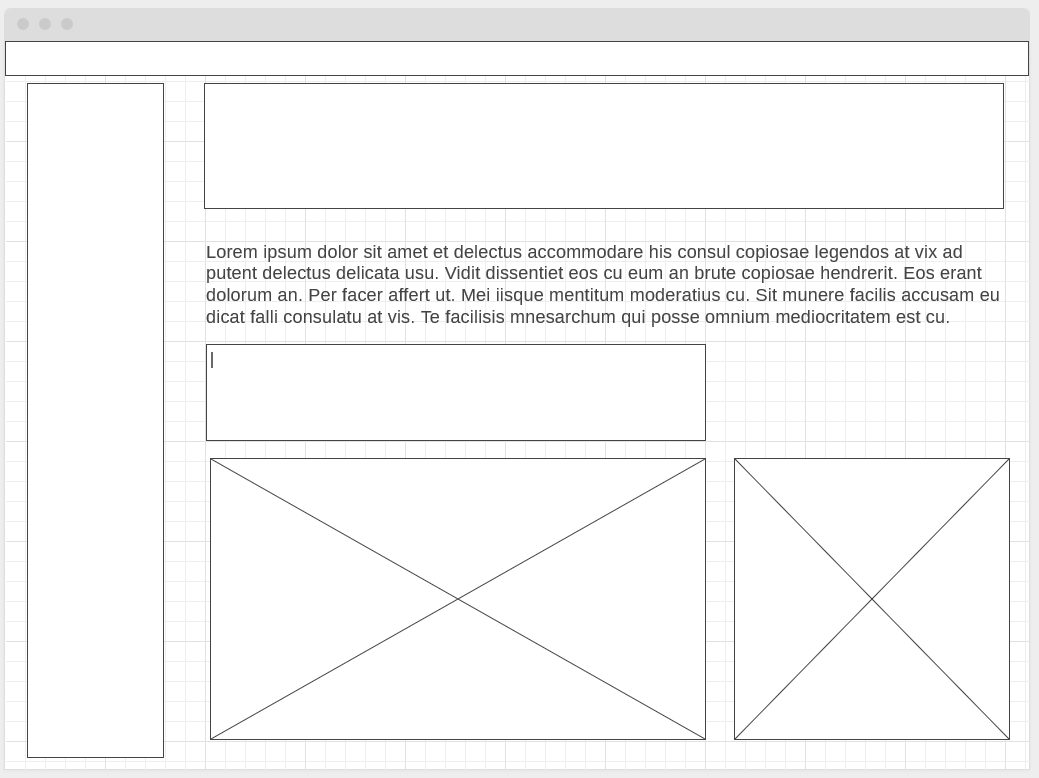 Lorem ipsum dolor sit amet et delectus accommodare his consul copiosae legendos at vix ad
putent delectus delicata usu. Vidit dissentiet eos cu eum an brute copiosae hendrerit. Eos erant
dolorum an. Per facer affert ut. Mei iisque mentitum moderatius cu. Sit munere facilis accusam eu
dicat falli consulatu at vis. Te facilisis mnesarchum qui posse omnium mediocritatem est cu.